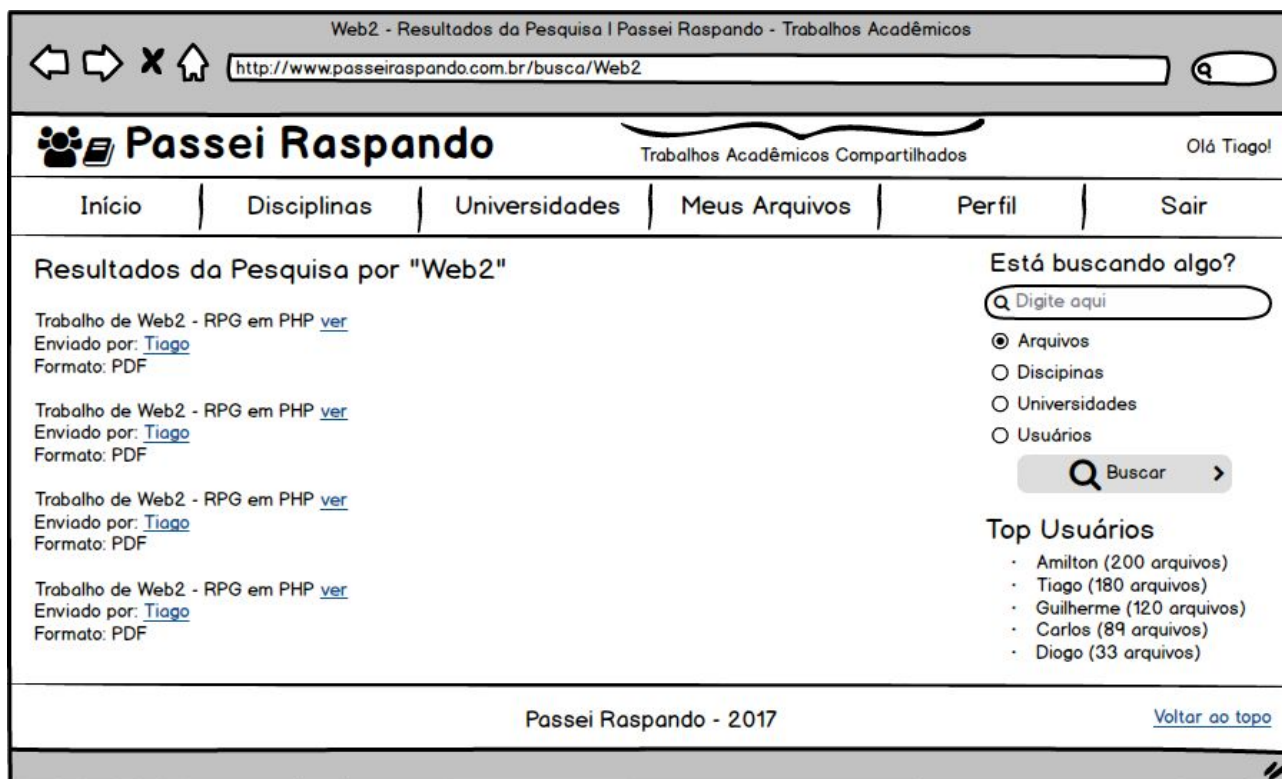 Web2 - Resultados da Pesquisa | Passei Raspando - Trabalhos Acadêmicos
http://www.passeiraspando.com.br/busca/Web2
Passei Raspando
Trabalhos Acadêmicos Compartilhados
Olá Tiago!
Início
Disciplinas
Universidades
Meus Arquivos
Perfil
Sair
Resultados da Pesquisa por "Web2"
Trabalho de Web2 - RPG em PHP ver
Enviado por: Tiago
Formato: PDF
Trabalho de Web2 - RPG em PHP ver
Enviado por: Tiago
Formato: PDF
Trabalho de Web2 - RPG em PHP ver
Enviado por: Tiago
Formato: PDF
Trabalho de Web2 - RPG em PHP ver
Enviado por: Tiago
Formato: PDF
Está buscando algo?
Digite aqui
Arquivos
Discipinas
Universidades
Usuários
Buscar
Top Usuários
· Amilton (200 arquivos)
· Tiago (180 arquivos)
· Guilherme (120 arquivos)
· Carlos (89 arquivos)
· Diogo (33 arquivos)
Passei Raspando - 2017
Voltar ao topo